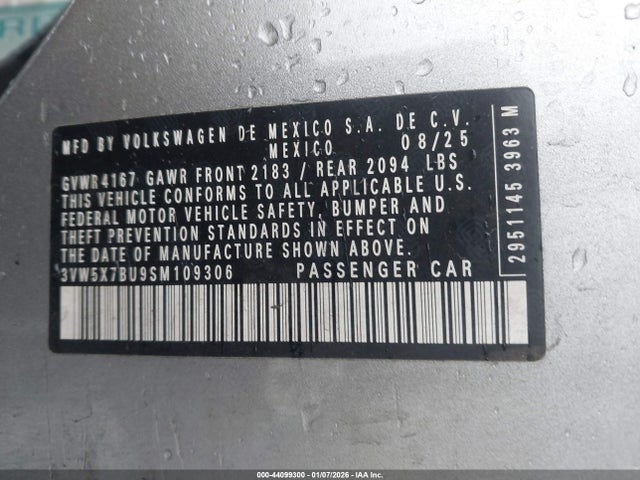 MFD BY VOLKSWAGEN DE MEXICO S.A. DE C.V.
MEXICO 08/25
GVWR 4167 GAWR FRONT 2183 / REAR 2094 LBS
THIS VEHICLE CONFORMS TO ALL APPLICABLE U.S.
FEDERAL MOTOR VEHICLE SAFETY, BUMPER AND
THEFT PREVENTION STANDARDS IN EFFECT ON
THE DATE OF MANUFACTURE SHOWN ABOVE.
3VW5X7BU9SM109306 PASSENGER CAR
2951145 3963 M
000-44099300 | 01/07/2026 | IAA Inc.